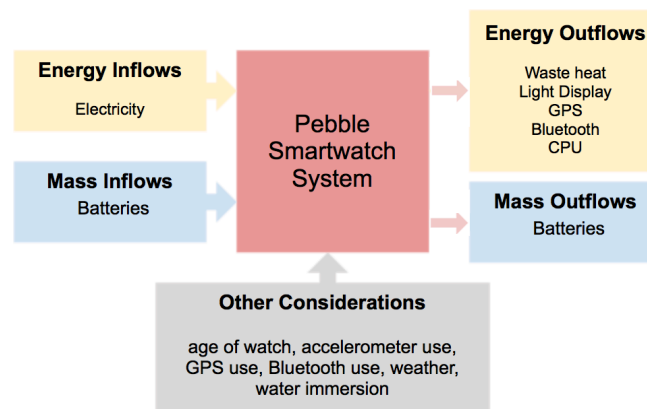 Energy Inflows
Electricity
Mass Inflows
Batteries
Pebble
Smartwatch
System
Energy Outflows
Waste heat
Light Display
GPS
Bluetooth
CPU
Mass Outflows
Batteries
Other Considerations
age of watch, accelerometer use,
GPS use, Bluetooth use, weather,
water immersion